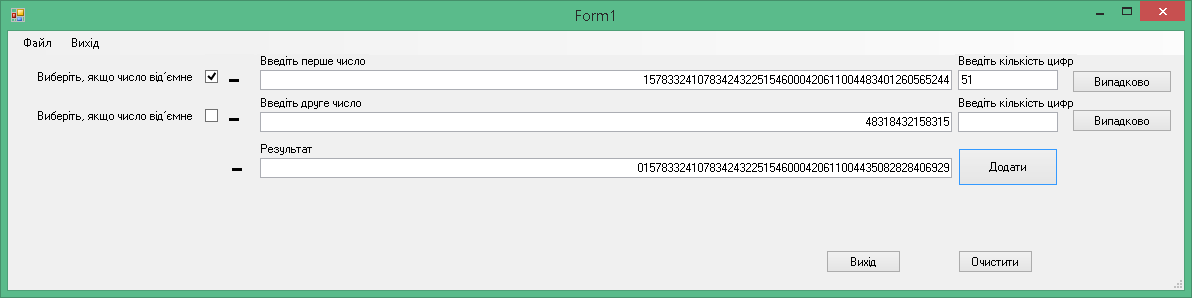 Form1
Файл Вихід
Введіть перше число Введіть кількість цифр
Виберіть, якщо число від´ємне 157833241078342432251546000420611004483401260565244 51 Випадково
Введіть друге число Введіть кількість цифр
Виберіть, якщо число від´ємне 48318432158315 Випадково
Результат
0157833241078342432251546000420611004435082828406929 Додати
Вихід Очистити